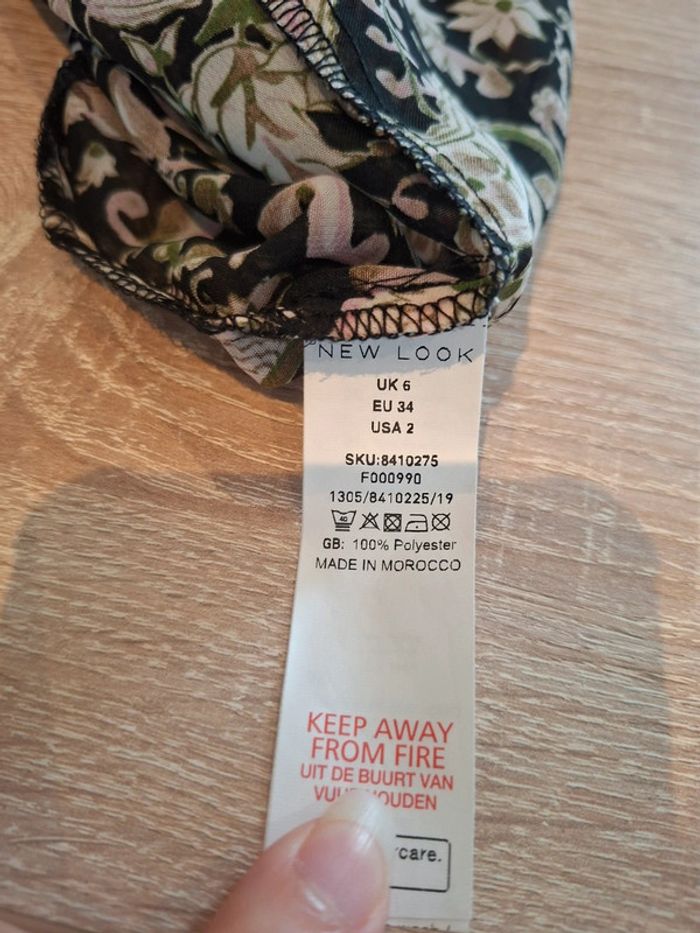 NEW LOOK
UK 6
EU 34
USA 2
SKU:8410275
F000990
1305/8410225/19
40
GB: 100% Polyester
MADE IN MOROCCO
KEEP AWAY
FROM FIRE
UIT DE BUURT VAN